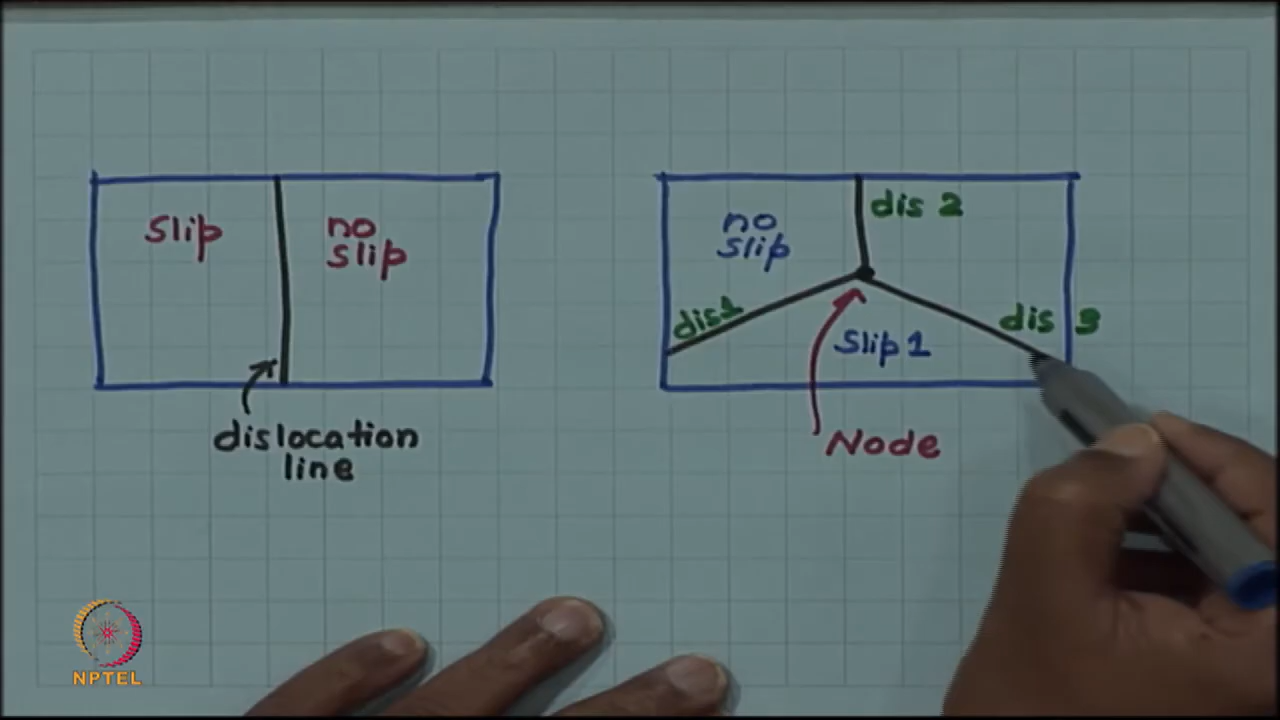 Slip
no
slip
dislocation
line
no
slip
dis 2
dis1
dis 3
Slip 1
Node
NPTEL